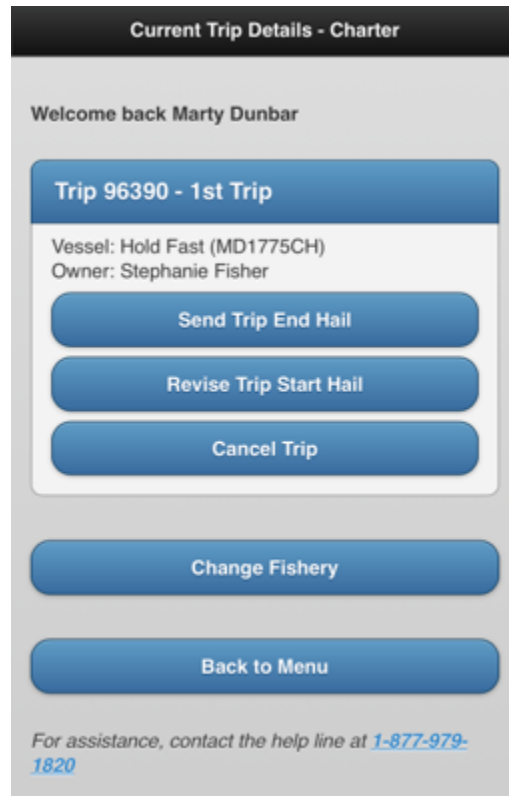 Current Trip Details - Charter
Welcome back Marty Dunbar
Trip 96390 - 1st Trip
Vessel: Hold Fast (MD1775CH)
Owner: Stephanie Fisher
Send Trip End Hail
Revise Trip Start Hail
Cancel Trip
Change Fishery
Back to Menu
For assistance, contact the help line at 1-877-979-
1820